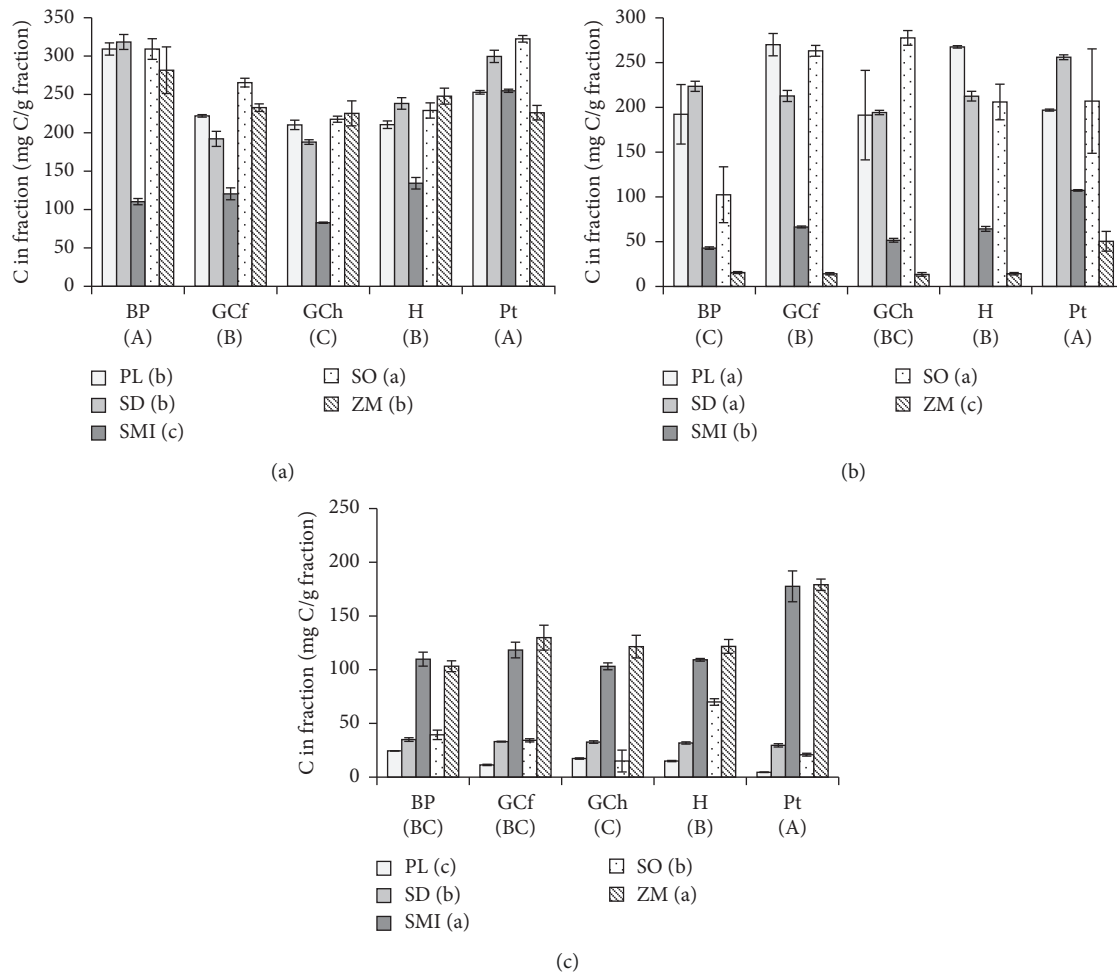 C in fraction (mg C/g fraction)
350
300
250
200
150
100
50
0
BP GCf GCh H Pt
(A) (B) (C) (B) (A)
PL (b) SO (a)
SD (b) ZM (b)
SMI (c)
(a)
C in fraction (mg C/g fraction)
300
250
200
150
100
50
0
BP GCf GCh H Pt
(C) (B) (BC) (B) (A)
PL (a) SO (a)
SD (a) ZM (c)
SMI (b)
(b)
C in fraction (mg C/g fraction)
250
200
150
100
50
0
BP GCf GCh H Pt
(BC) (BC) (C) (B) (A)
PL (c) SO (b)
SD (b) ZM (a)
SMI (a)
(c)